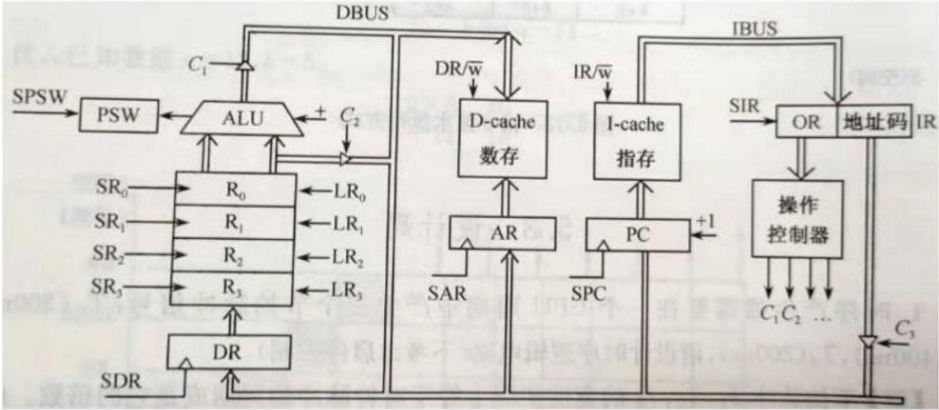 DBUS
IBUS
C₁
DR/w̅
IR/w̅
SPSW
PSW
ALU
+
C₂
D-cache
数存
I-cache
指存
SIR
OR
地址码
IR
SR₀
R₀
LR₀
SR₁
R₁
LR₁
SR₂
R₂
LR₂
SR₃
R₃
LR₃
AR
PC
+1
操作
控制器
SAR
SPC
C₁ C₂ …
C₃
DR
SDR